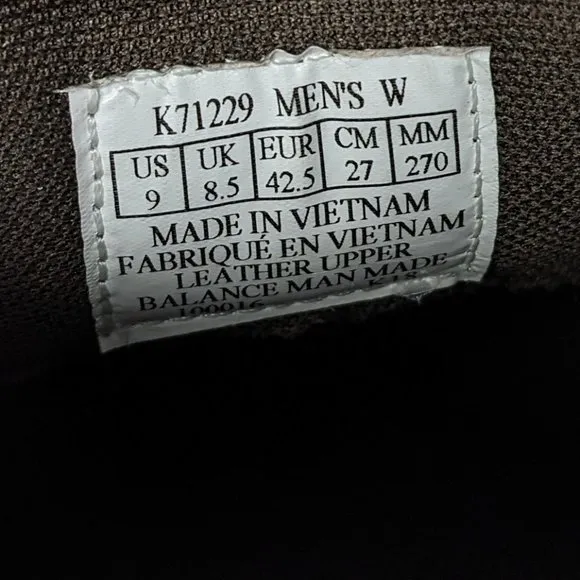 K71229 MEN'S W
US UK EUR CM MM
9 8.5 42.5 27 270
MADE IN VIETNAM
FABRIQUÉ EN VIETNAM
LEATHER UPPER
BALANCE MAN MADE
100016